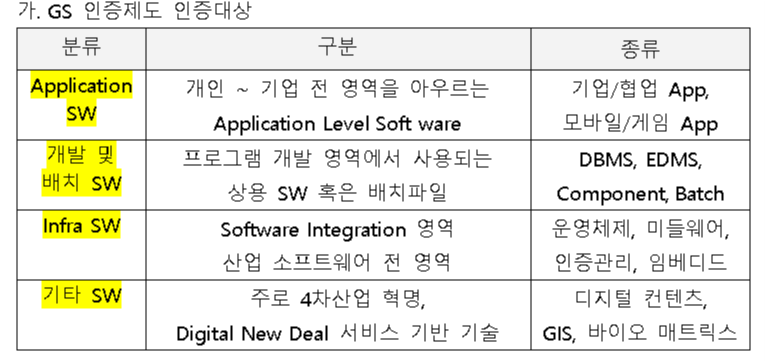 가. GS 인증제도 인증대상
분류 구분 종류
Application 개인 ~ 기업 전 영역을 아우르는 기업/협업 App,
SW Application Level Soft ware 모바일/게임 App
개발 및 프로그램 개발 영역에서 사용되는 DBMS, EDMS,
배치 SW 상용 SW 혹은 배치파일 Component, Batch
Infra SW Software Integration 영역 운영체제, 미들웨어,
산업 소프트웨어 전 영역 인증관리, 임베디드
기타 SW 주로 4차산업 혁명, 디지털 컨텐츠,
Digital New Deal 서비스 기반 기술 GIS, 바이오 매트릭스